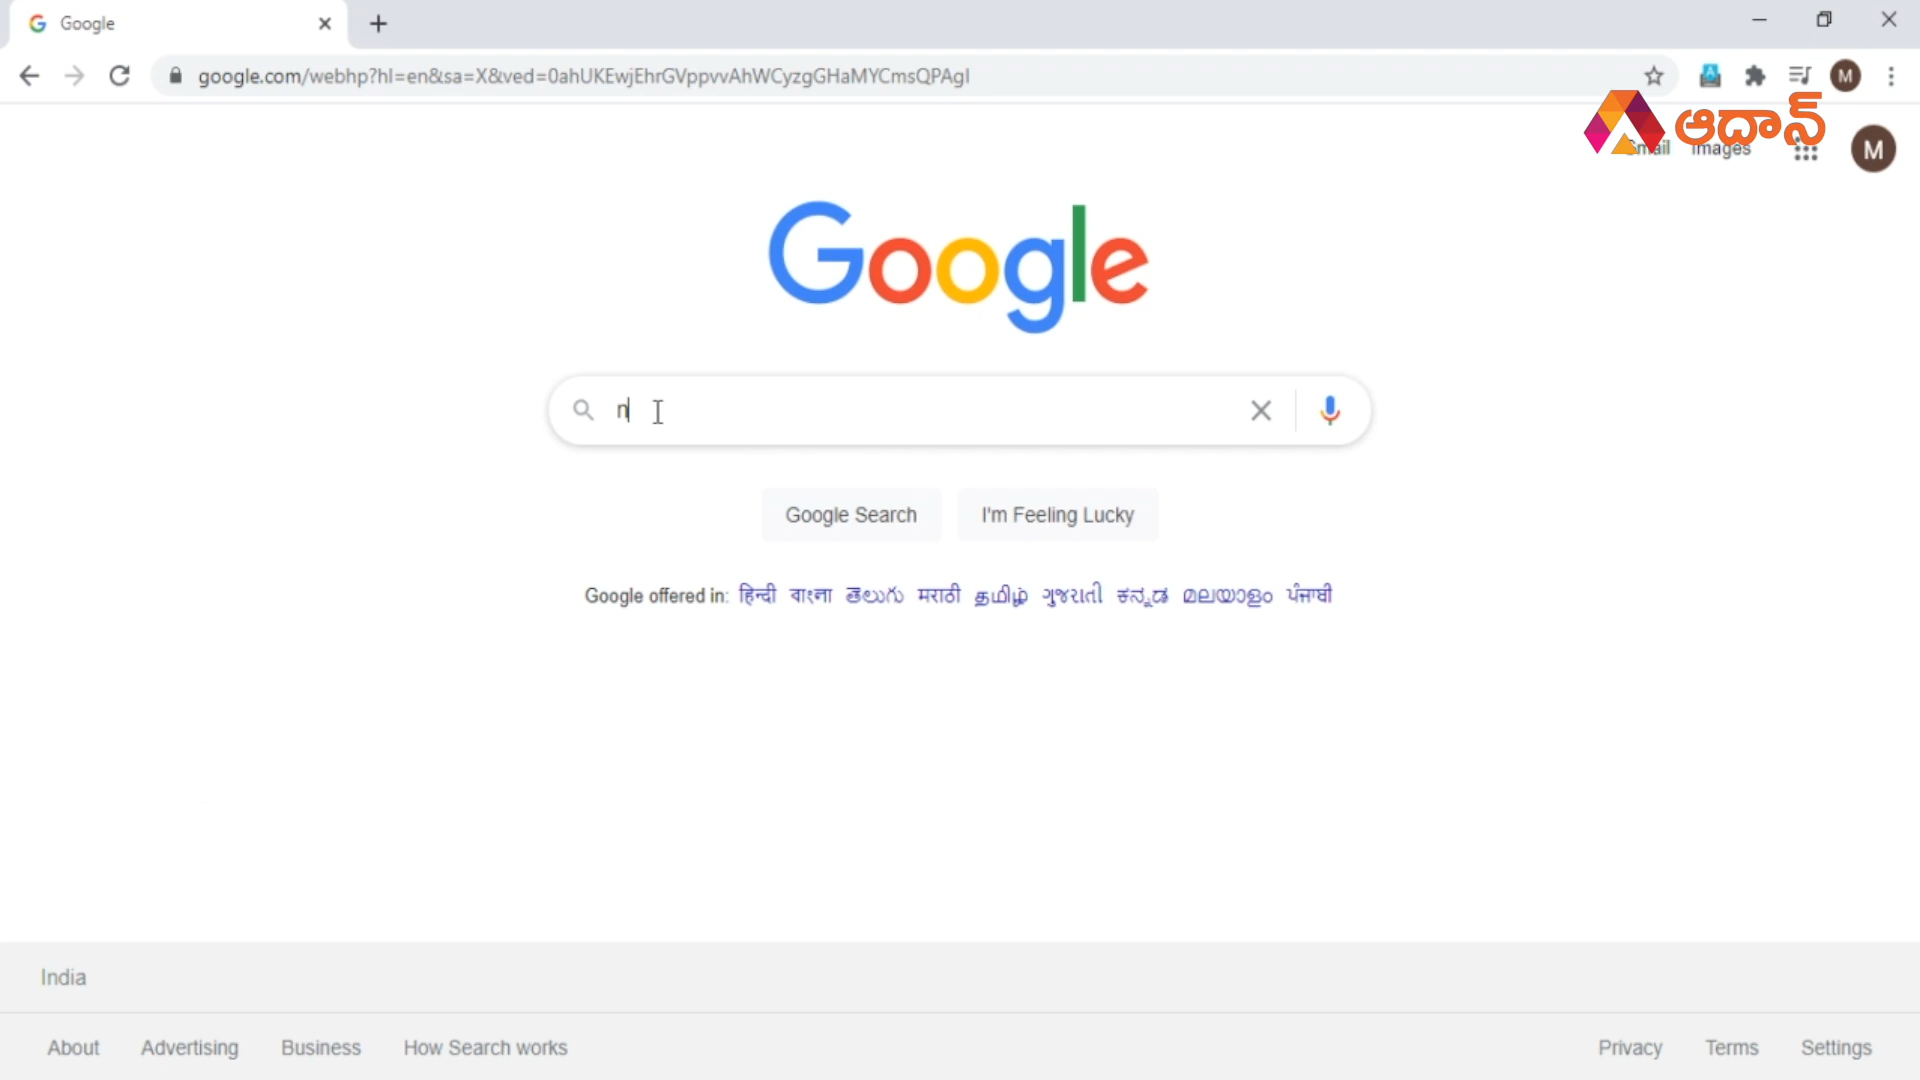 Google
google.com/webhp?hl=en&sa=X&ved=0ahUKEwjEhrGVppvvAhWCyzgGHaMYCmsQPAgI
M
ఆదాన్
Gmail Images M
Google
n
Google Search I'm Feeling Lucky
Google offered in: हिन्दी বাংলা తెలుగు मराठी தமிழ் ગુજરાતી ಕನ್ನಡ മലയാളം ਪੰਜਾਬੀ
India
About Advertising Business How Search works Privacy Terms Settings